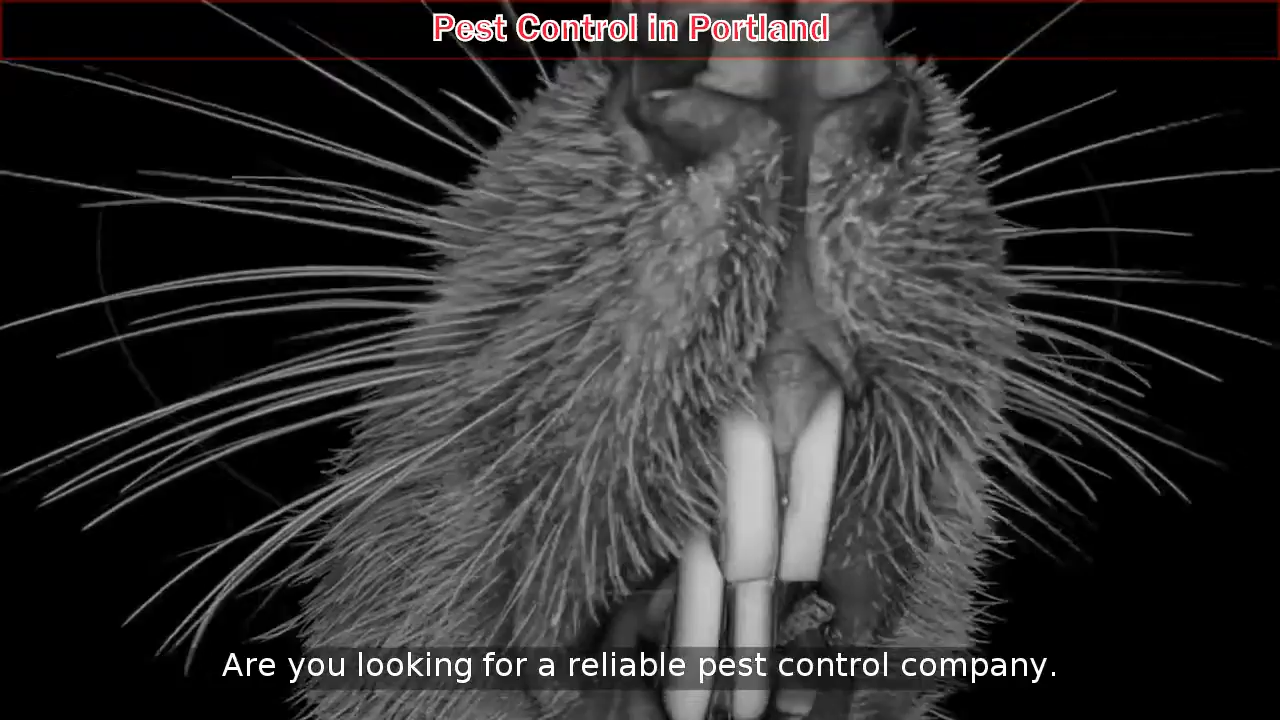 Pest Control in Portland
Are you looking for a reliable pest control company.